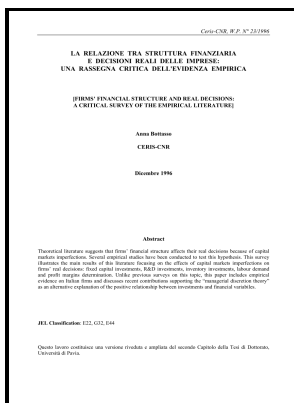 Ceris-CNR, W.P. N° 23/1996
LA RELAZIONE TRA STRUTTURA FINANZIARIA
E DECISIONI REALI DELLE IMPRESE:
UNA RASSEGNA CRITICA DELL'EVIDENZA EMPIRICA
[FIRMS' FINANCIAL STRUCTURE AND REAL DECISIONS:
A CRITICAL SURVEY OF THE EMPIRICAL LITERATURE]
Anna Bottasso
CERIS-CNR
Dicembre 1996
Abstract
Theoretical literature suggests that firms' financial structure affects their real decisions because of capital
markets imperfections. Several empirical studies have been conducted to test this hypothesis. This survey
illustrates the main results of this literature focusing on the effects of capital markets imperfections on
firms' real decisions: fixed capital investments, R&D investments, inventory investments, labour demand
and profit margins determination. Unlike previous surveys on this topic, this paper includes empirical
evidence on Italian firms and discusses recent contributions supporting the "managerial discretion theory"
as an alternative explanation of the positive relationship between investments and financial variables.
JEL Classification: E22, G32, E44
Questo lavoro costituisce una versione riveduta e ampliata del secondo Capitolo della Tesi di Dottorato,
Università di Pavia.